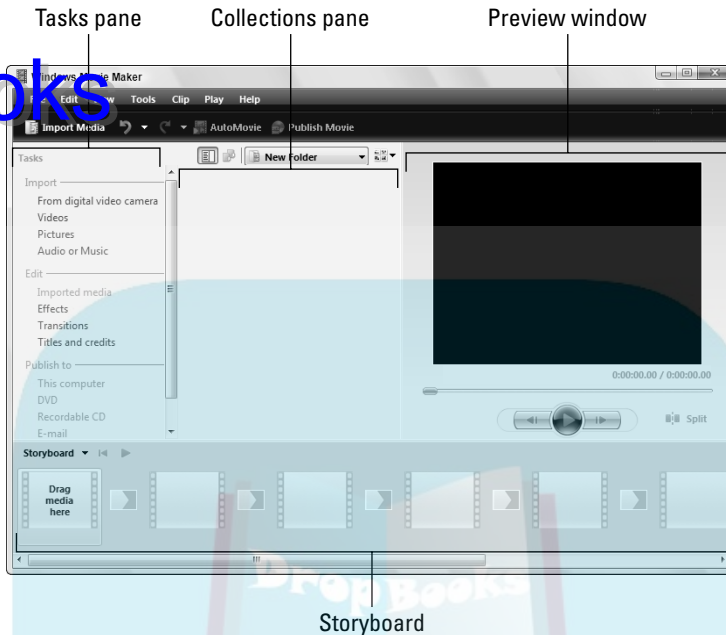 Tasks pane
Collections pane
Preview window
Windows Movie Maker
Edit
Tools
Clip
Play
Help
Import Media
AutoMovie
Publish Movie
Tasks
New Folder
Import
From digital video camera
Videos
Pictures
Audio or Music
Edit
Imported media
Effects
Transitions
Titles and credits
Publish to
This computer
DVD
Recordable CD
E-mail
0:00:00.00 / 0:00:00.00
Split
Storyboard
Drag
media
here
DropBooks
Storyboard